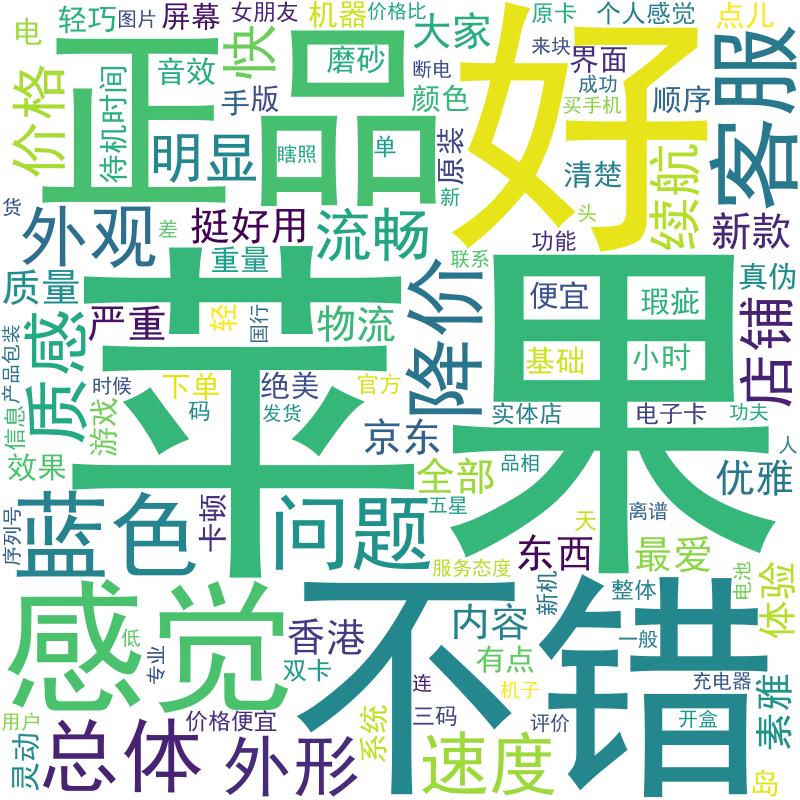 电
轻巧
图片
屏幕
女朋友
机器
价格比
大家
原卡
个人感觉
点儿
正品
好
客服
快
音效
磨砂
断电
来块
界面
成功
价格
待机时间
手
版
颜色
买手机
顺序
明显
瞎照
单
原装
清楚
续航
货
外观
差
挺好用
流畅
新
头
功能
新款
质量
重量
联系
苹果
降价
便宜
瑕疵
真伪
产品包装
质感
严重
轻
国行
物流
店铺
基础
小时
时候
下单
绝美
官方
信息
游戏
码
发货
实体店
电子卡
功夫
京东
人
效果
全部
品相
优雅
序列号
蓝色
卡顿
问题
五星
天
离谱
东西
最爱
服务态度
新机
整体
电池
体验
感觉
不错
低
香港
内容
一般
专业
双卡
有点
连
机子
充电器
素雅
用户
价格便宜
系统
三码
评价
开盒
灵动
总体
外形
速度
岛